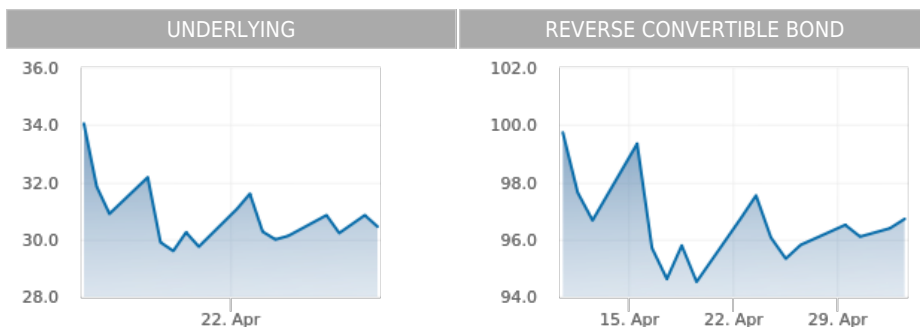 UNDERLYING
REVERSE CONVERTIBLE BOND
36.0
34.0
32.0
30.0
28.0
22. Apr
102.0
100.0
98.0
96.0
94.0
15. Apr
22. Apr
29. Apr